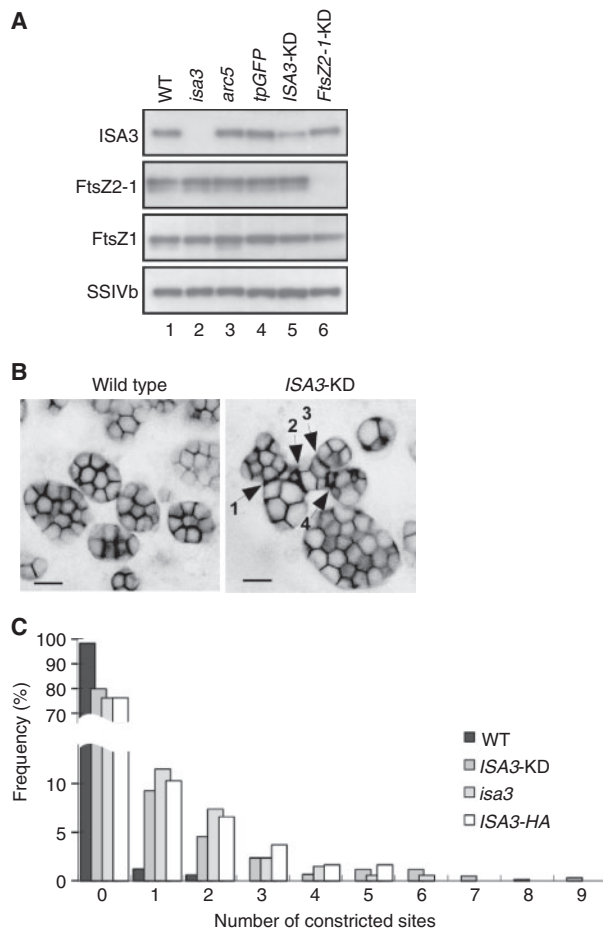 A
WT
isa3
arc5
tpGFP
ISA3-KD
FtsZ2-1-KD
ISA3
FtsZ2-1
FtsZ1
SSIVb
1 2 3 4 5 6
B
Wild type
ISA3-KD
1
2
3
4
C
Frequency (%)
100
90
80
70
10
5
0
WT
ISA3-KD
isa3
ISA3-HA
0 1 2 3 4 5 6 7 8 9
Number of constricted sites